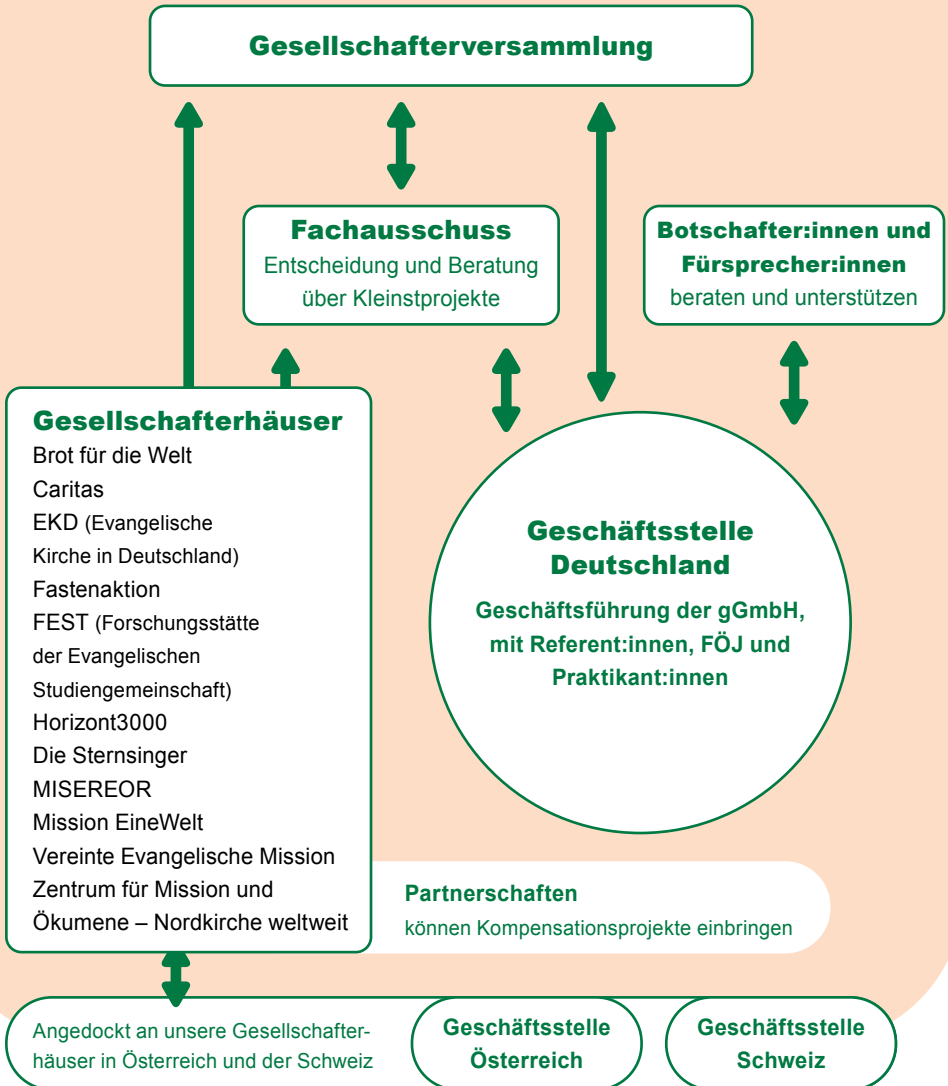 Gesellschafterversammlung
Fachausschuss
Entscheidung und Beratung
über Kleinstprojekte
Botschafter:innen und
Fürsprecher:innen
beraten und unterstützen
Gesellschafterhäuser
Brot für die Welt
Caritas
EKD (Evangelische
Kirche in Deutschland)
Fastenaktion
FEST (Forschungsstätte
der Evangelischen
Studiengemeinschaft)
Horizont3000
Die Sternsinger
MISEREOR
Mission EineWelt
Vereinte Evangelische Mission
Zentrum für Mission und
Ökumene – Nordkirche weltweit
Geschäftsstelle
Deutschland
Geschäftsführung der gGmbH,
mit Referent:innen, FÖJ und
Praktikant:innen
Partnerschaften
können Kompensationsprojekte einbringen
Angedockt an unsere Gesellschafter-
häuser in Österreich und der Schweiz
Geschäftsstelle
Österreich
Geschäftsstelle
Schweiz